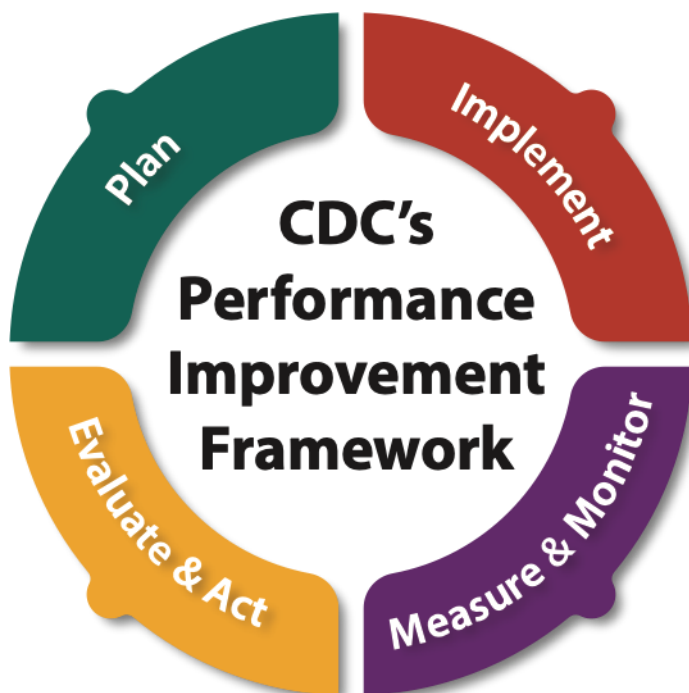 Plan
Implement
CDC's
Performance
Improvement
Framework
Evaluate & Act
Measure & Monitor